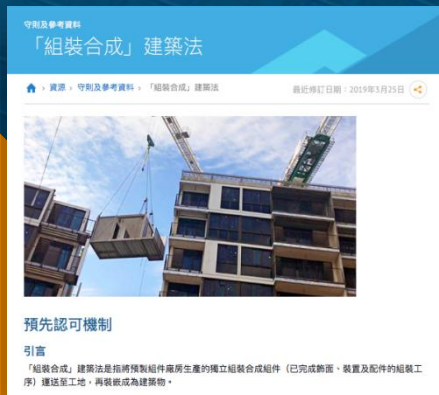 守則及參考資料
「組裝合成」建築法
資源 › 守則及參考資料 › 「組裝合成」建築法
最近修訂日期：2019年3月25日
預先認可機制
引言
「組裝合成」建築法是指將預製組件廠房生產的獨立組裝合成組件（已完成飾面、裝置及配件的組裝工
序）運送至工地，再裝嵌成為建築物。